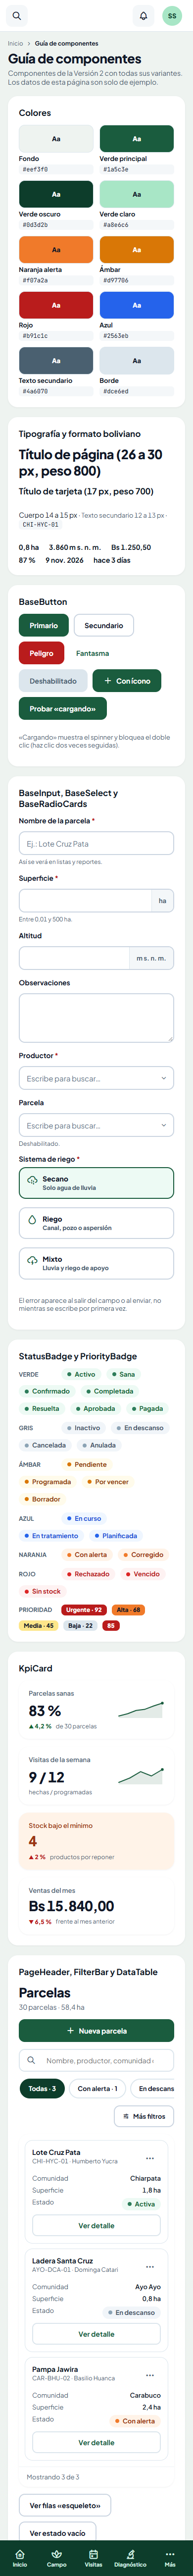 SS
Inicio › Guía de componentes
Guía de componentes
Componentes de la Versión 2 con todas sus variantes.
Los datos de esta página son solo de ejemplo.
Colores
Aa
Aa
Fondo
Verde principal
#eef3f0
#1a5c3e
Aa
Aa
Verde oscuro
Verde claro
#0d3d2b
#a8e6c6
Aa
Aa
Naranja alerta
Ámbar
#f07a2a
#d97706
Aa
Aa
Rojo
Azul
#b91c1c
#2563eb
Aa
Aa
Texto secundario
Borde
#4a6070
#dce6ed
Tipografía y formato boliviano
Título de página (26 a 30
px, peso 800)
Título de tarjeta (17 px, peso 700)
Cuerpo 14 a 15 px · Texto secundario 12 a 13 px ·
CHI-HYC-01
0,8 ha 3.860 m s. n. m. Bs 1.250,50
87 % 9 nov. 2026 hace 3 días
BaseButton
Primario
Secundario
Peligro
Fantasma
Deshabilitado
Con ícono
Probar «cargando»
«Cargando» muestra el spinner y bloquea el doble
clic (haz clic dos veces seguidas).
BaseInput, BaseSelect y
BaseRadioCards
Nombre de la parcela *
Ej.: Lote Cruz Pata
Así se verá en listas y reportes.
Superficie *
ha
Entre 0,01 y 500 ha.
Altitud
m s. n. m.
Observaciones
Productor *
Escribe para buscar...
Parcela
Escribe para buscar...
Deshabilitado.
Sistema de riego *
Secano
Solo agua de lluvia
Riego
Canal, pozo o aspersión
Mixto
Lluvia y riego de apoyo
El error aparece al salir del campo o al enviar, no
mientras se escribe por primera vez.
StatusBadge y PriorityBadge
VERDE Activo Sana
Confirmado Completada
Resuelta Aprobada Pagada
GRIS Inactivo En descanso
Cancelada Anulada
ÁMBAR Pendiente
Programada Por vencer
Borrador
AZUL En curso
En tratamiento Planificada
NARANJA Con alerta Corregido
ROJO Rechazado Vencido
Sin stock
PRIORIDAD Urgente · 92 Alta · 68
Media · 45 Baja · 22 85
KpiCard
Parcelas sanas
83 %
▲ 4,2 % de 30 parcelas
Visitas de la semana
9 / 12
hechas / programadas
Stock bajo el mínimo
4
▲ 2 % productos por reponer
Ventas del mes
Bs 15.840,00
▼ 6,5 % frente al mes anterior
PageHeader, FilterBar y DataTable
Parcelas
30 parcelas · 58,4 ha
Nueva parcela
Nombre, productor, comunidad
Todas · 3
Con alerta · 1
En descans
Más filtros
Lote Cruz Pata
CHI-HYC-01 · Humberto Yucra
Comunidad Chiarpata
Superficie 1,8 ha
Estado Activa
Ver detalle
Ladera Santa Cruz
AYO-DCA-01 · Dominga Catari
Comunidad Ayo Ayo
Superficie 0,8 ha
Estado En descanso
Ver detalle
Pampa Jawira
CAR-BHU-02 · Basilio Huanca
Comunidad Carabuco
Superficie 2,4 ha
Estado Con alerta
Ver detalle
Mostrando 3 de 3
Ver filas «esqueleto»
Ver estado vacío
Inicio Campo Visitas Diagnóstico Más